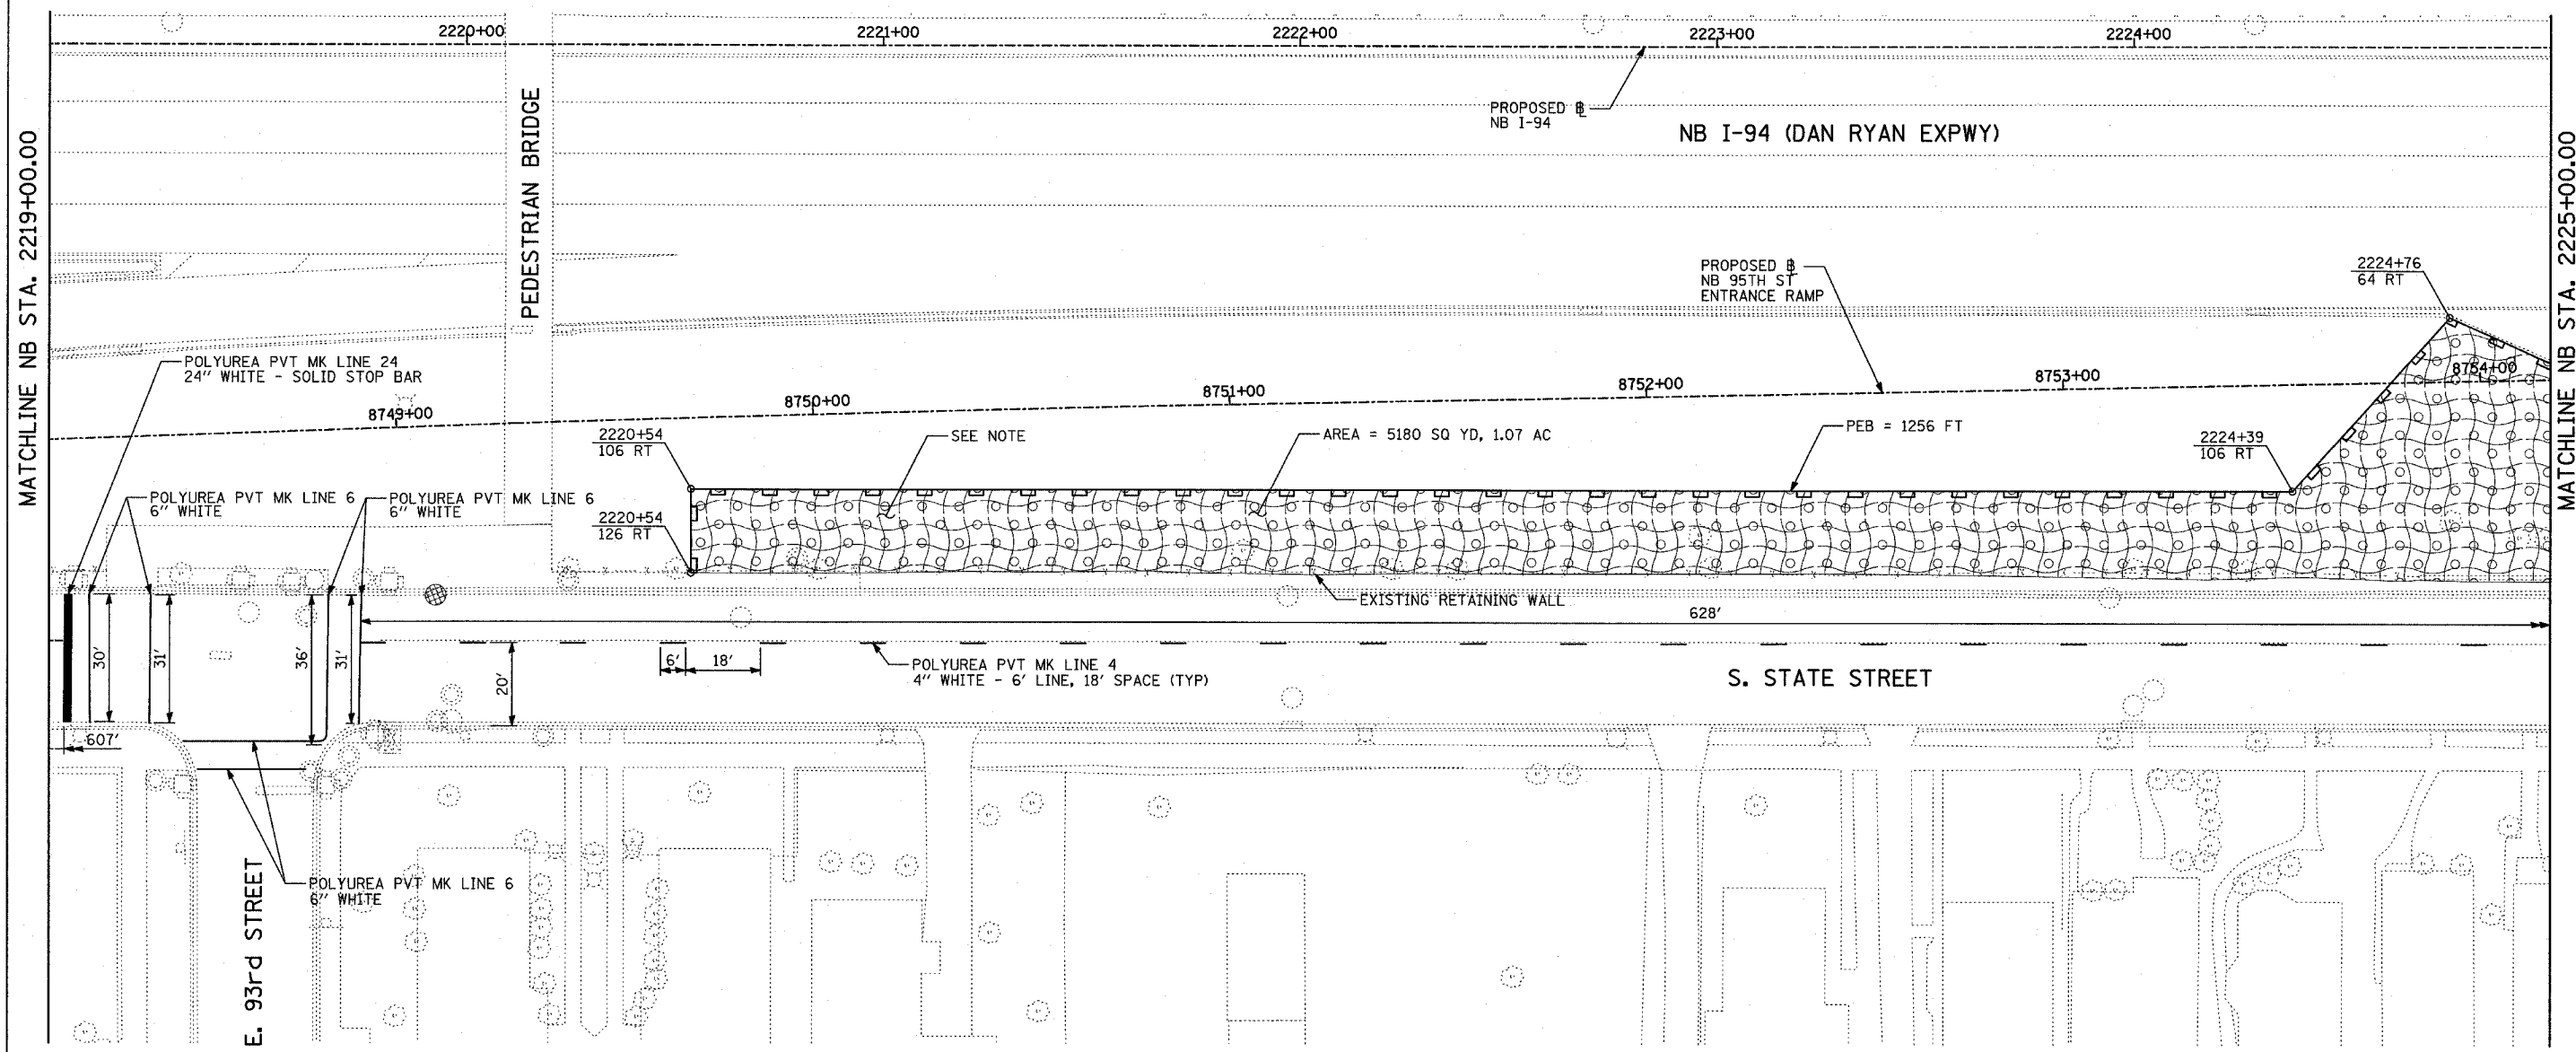 2220+00
2221+00
2222+00
2223+00
2224+00
MATCHLINE NB STA. 2219+00.00
MATCHLINE NB STA. 2225+00.00
PEDESTRIAN BRIDGE
PROPOSED ℄
NB I-94
NB I-94 (DAN RYAN EXPWY)
PROPOSED ℄
NB 95TH ST
ENTRANCE RAMP
2224+76
64 RT
POLYUREA PVT MK LINE 24
24" WHITE - SOLID STOP BAR
8749+00
8750+00
8751+00
8752+00
8753+00
8754+00
2220+54
106 RT
SEE NOTE
AREA = 5180 SQ YD, 1.07 AC
PEB = 1256 FT
2224+39
106 RT
POLYUREA PVT MK LINE 6
6" WHITE
POLYUREA PVT MK LINE 6
6" WHITE
2220+54
126 RT
EXISTING RETAINING WALL
628'
30'
31'
36'
31'
20'
6'
18'
POLYUREA PVT MK LINE 4
4" WHITE - 6' LINE, 18' SPACE (TYP)
S. STATE STREET
607'
POLYUREA PVT MK LINE 6
6" WHITE
E. 93rd STREET